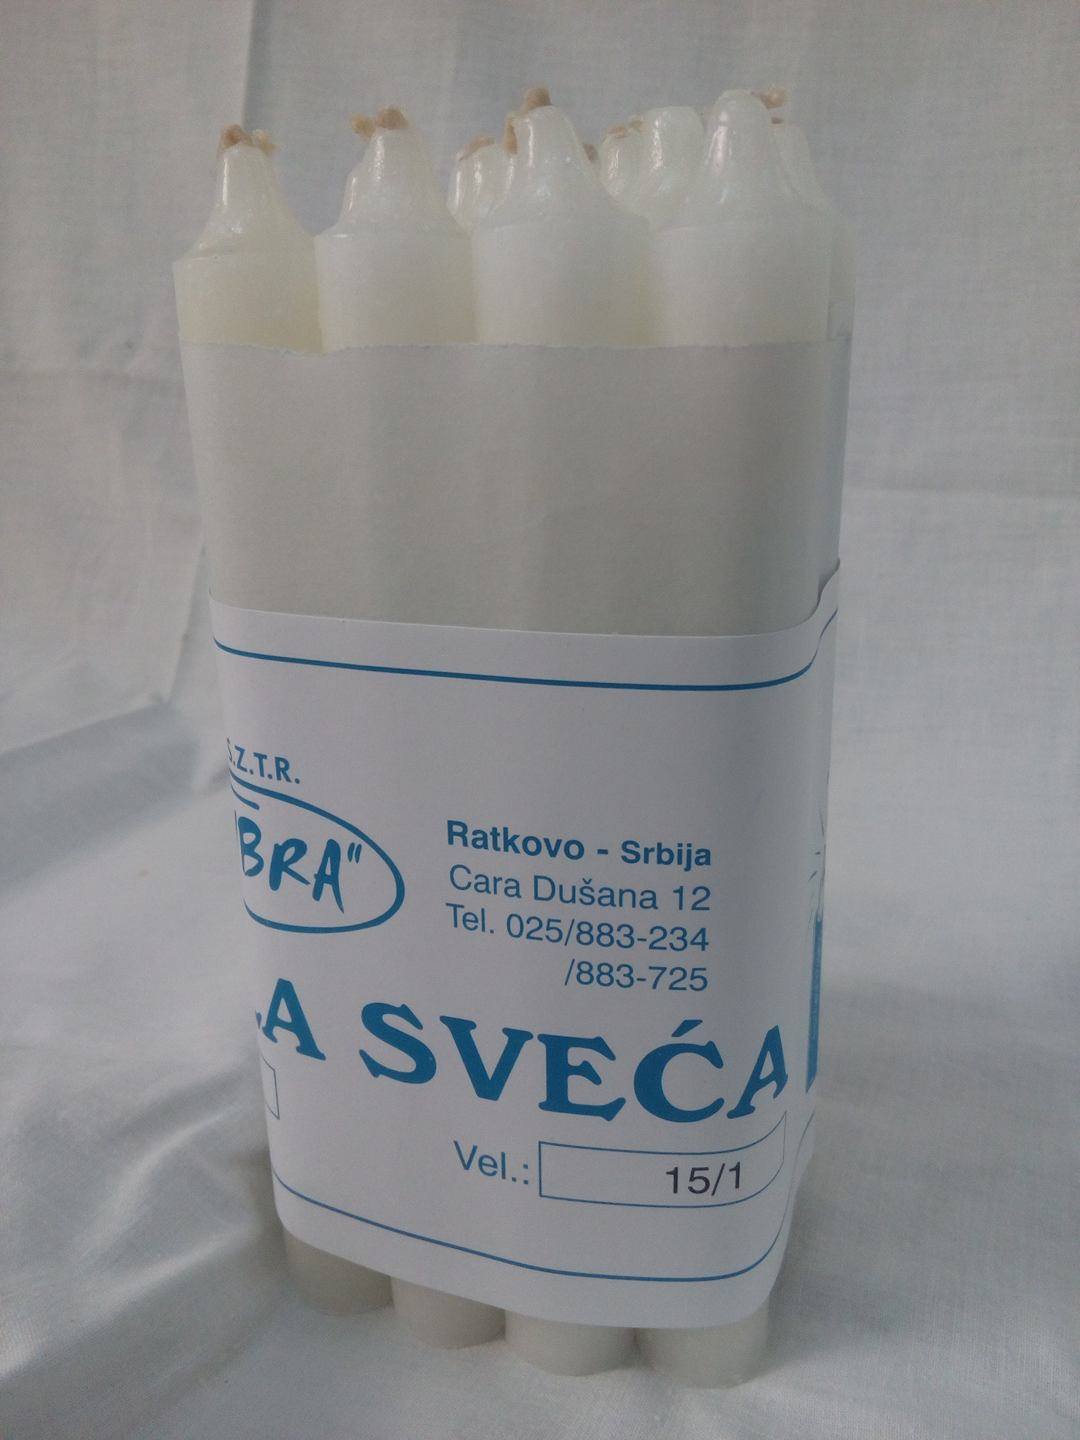 S.Z.T.R.
BRA"
Ratkovo - Srbija
Cara Dušana 12
Tel. 025/883-234
/883-725
A SVEĆA
Vel.: 15/1